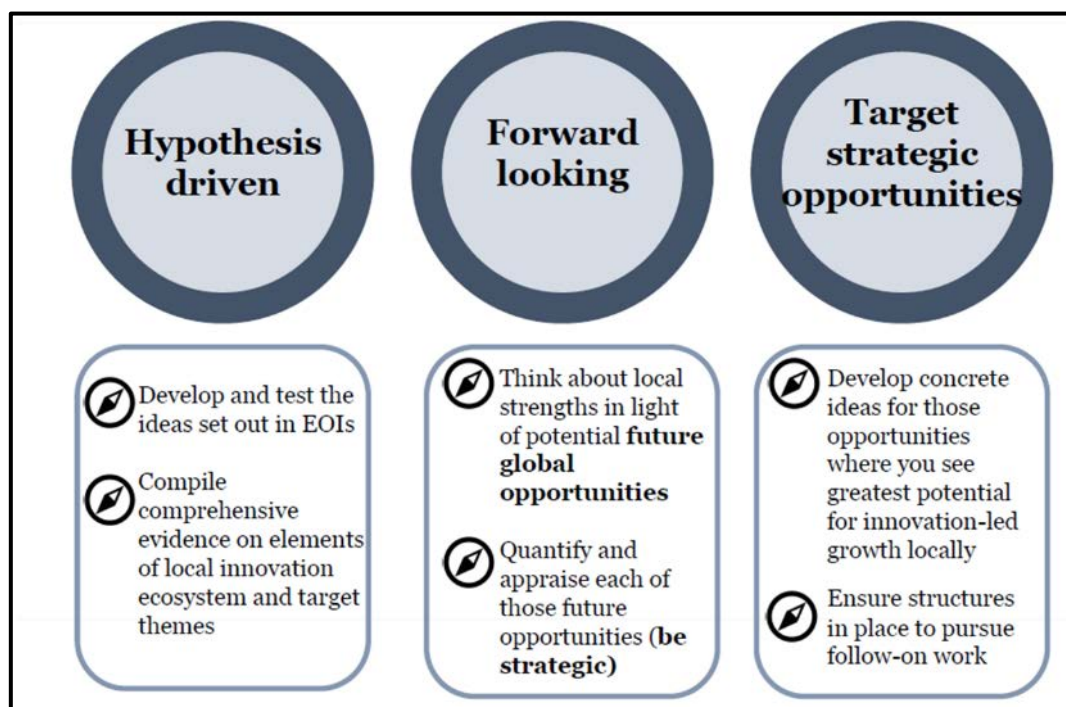 Hypothesis
driven
Forward
looking
Target
strategic
opportunities
Develop and test the
ideas set out in EOIs
Compile
comprehensive
evidence on elements
of local innovation
ecosystem and target
themes
Think about local
strengths in light
of potential future
global
opportunities
Quantify and
appraise each of
those future
opportunities (be
strategic)
Develop concrete
ideas for those
opportunities
where you see
greatest potential
for innovation-led
growth locally
Ensure structures
in place to pursue
follow-on work